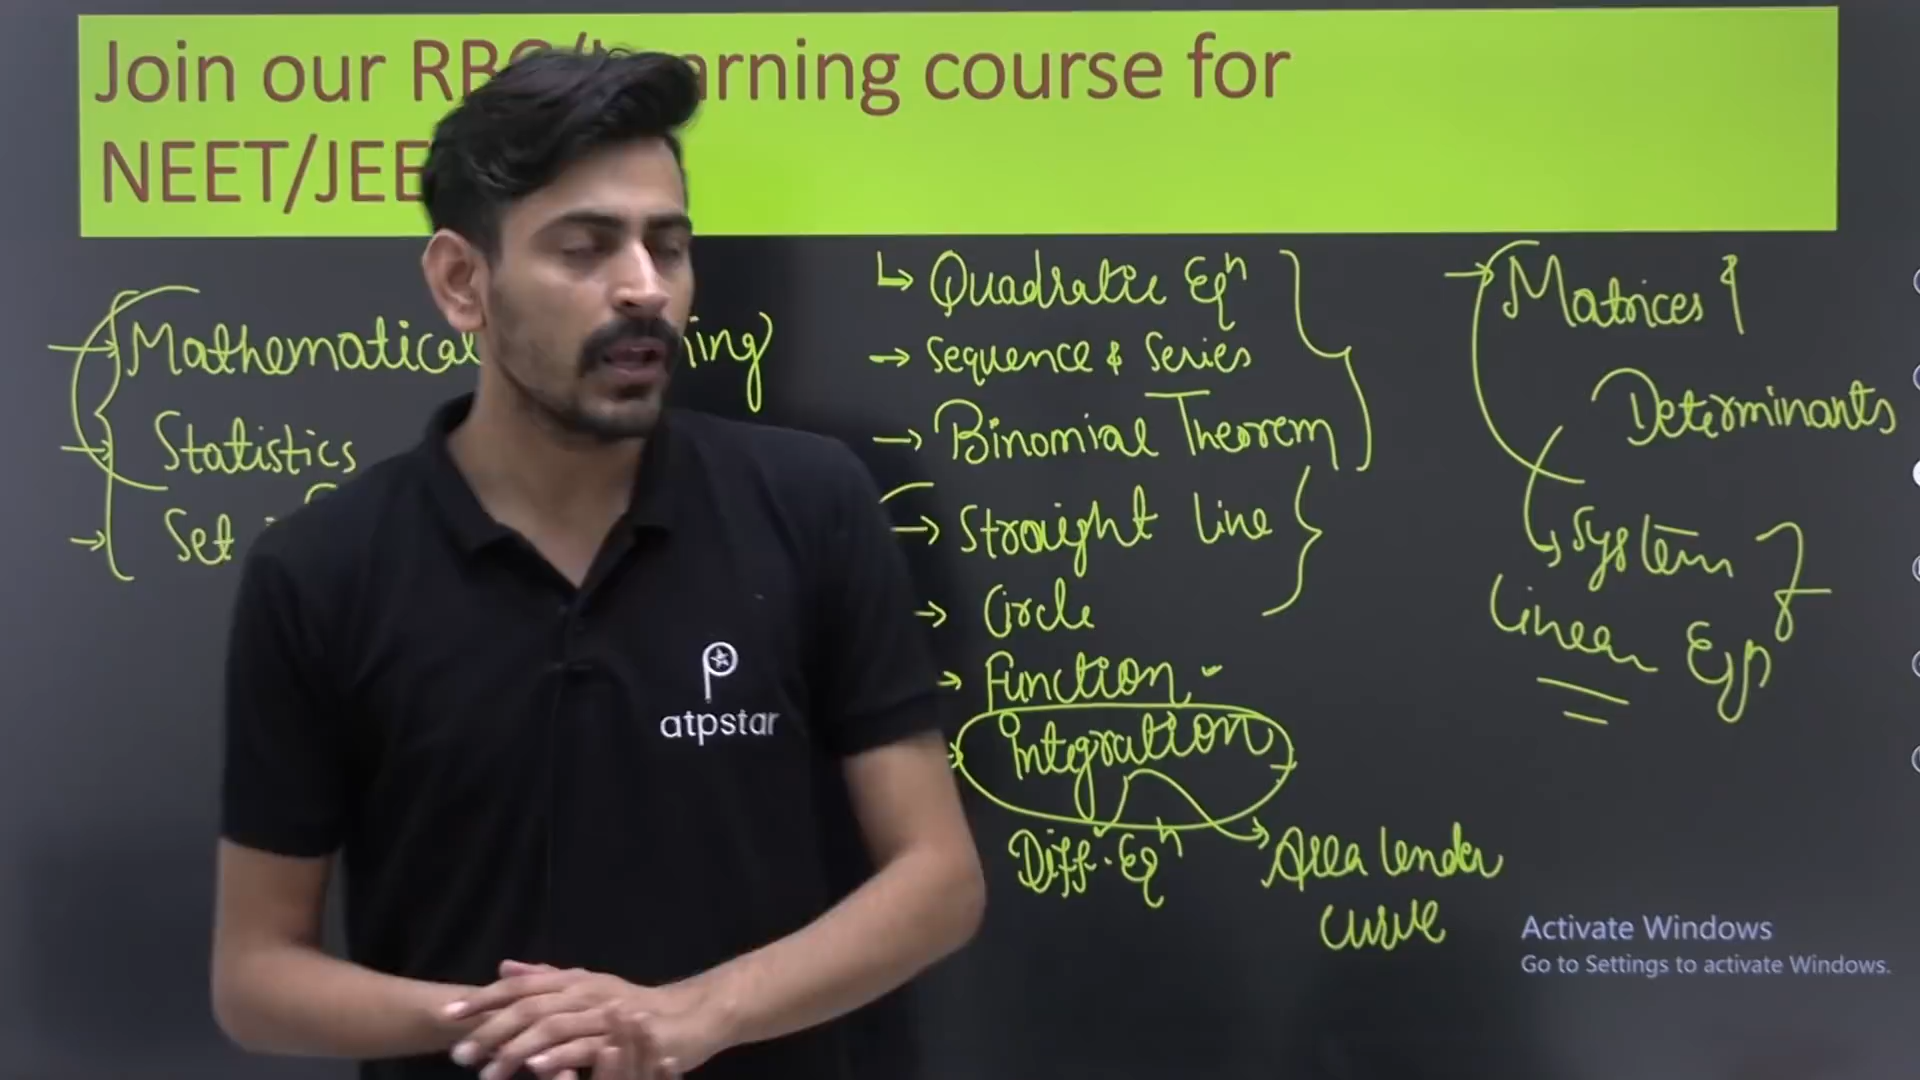 Join our RB arning course for
NEET/JEE
Mathematical ning
Statistics
Set
Quadratic Eqn
Sequence & Series
Binomial Theorem
Straight Line
Circle
Function
Integration
Diff. Eqn
Area Under
curve
Matrices &
Determinants
System of
Linear Eqn
atpstar
Activate Windows
Go to Settings to activate Windows.